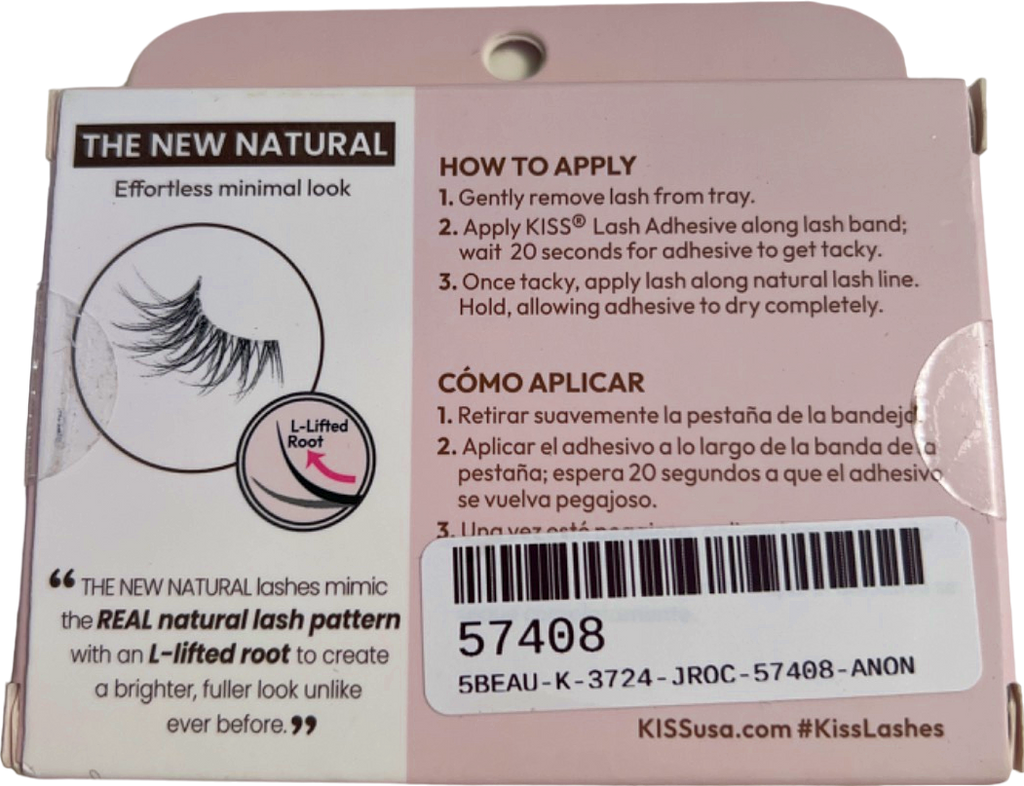 THE NEW NATURAL
Effortless minimal look
L-Lifted
Root
“ THE NEW NATURAL lashes mimic
the REAL natural lash pattern
with an L-lifted root to create
a brighter, fuller look unlike
ever before. ”
HOW TO APPLY
1. Gently remove lash from tray.
2. Apply KISS® Lash Adhesive along lash band;
wait 20 seconds for adhesive to get tacky.
3. Once tacky, apply lash along natural lash line.
Hold, allowing adhesive to dry completely.
CÓMO APLICAR
1. Retirar suavemente la pestaña de la bandeja.
2. Aplicar el adhesivo a lo largo de la banda de la
pestaña; espera 20 segundos a que el adhesivo
se vuelva pegajoso.
3. Una vez esté
57408
5BEAU-K-3724-JROC-57408-ANON
KISSusa.com #KissLashes